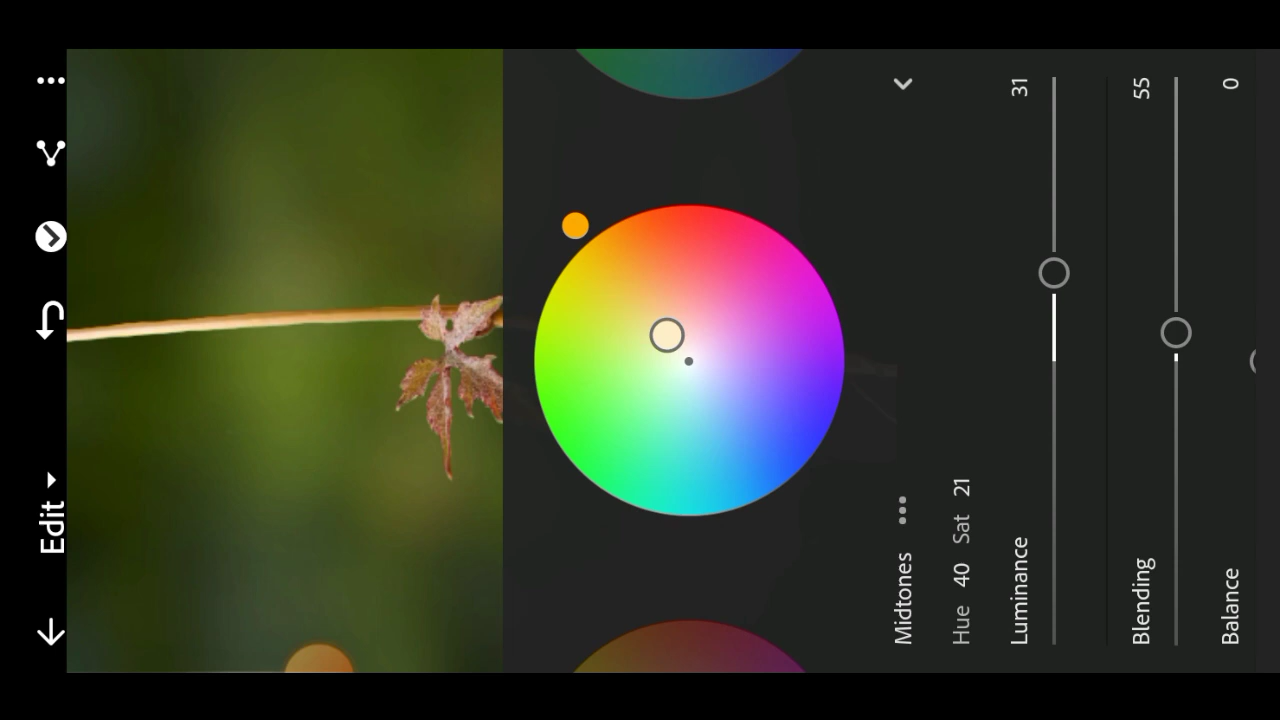 Edit
Midtones
Hue 40 Sat 21
Luminance 31
Blending 55
Balance 0